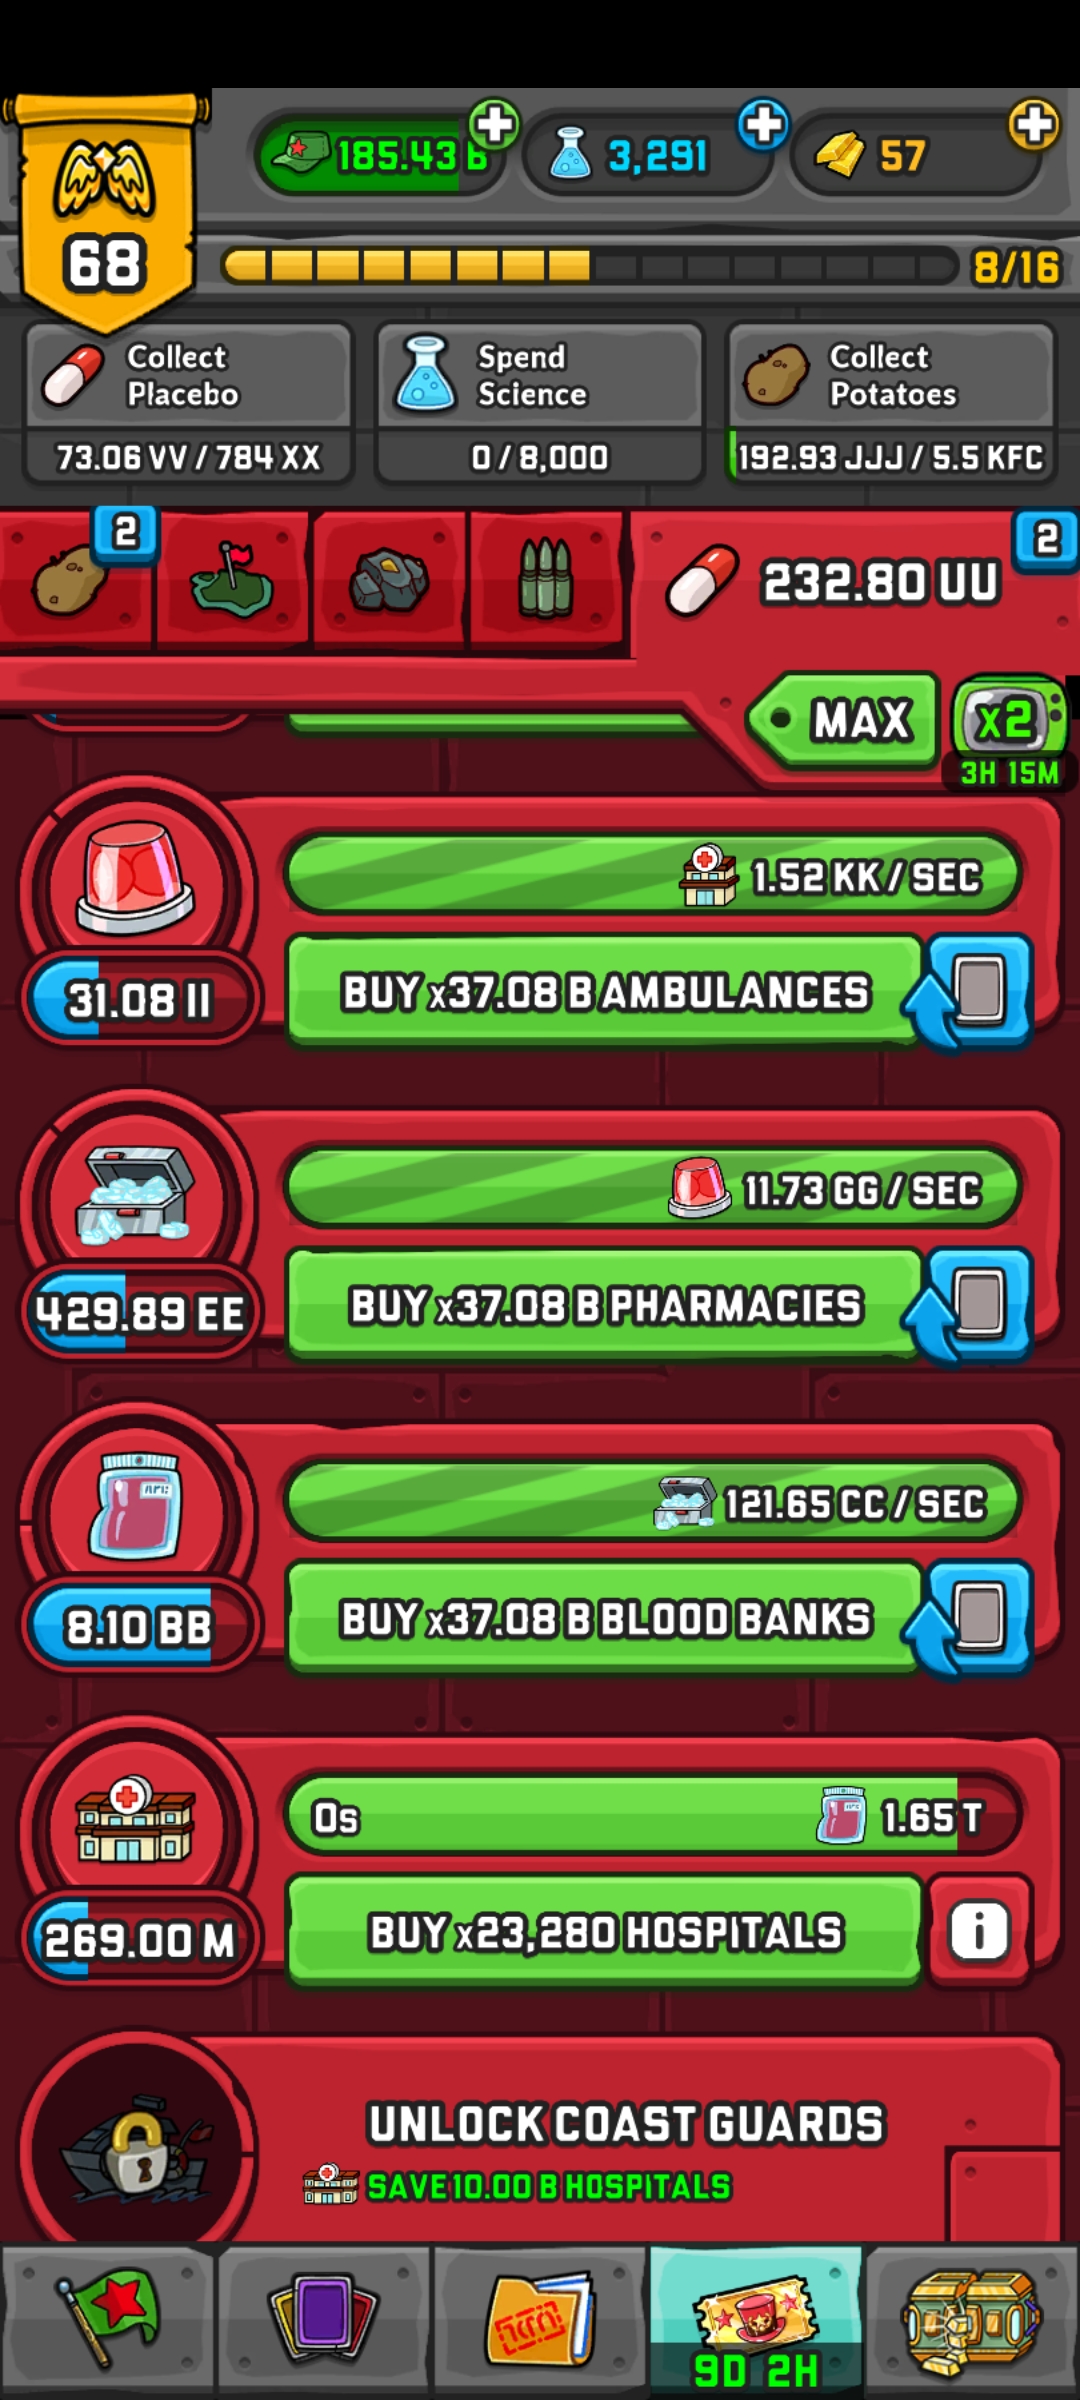 185.43 B
3,291
57
68
8/16
Collect
Placebo
73.06 VV / 784 XX
Spend
Science
0 / 8,000
Collect
Potatoes
192.93 JJJ / 5.5 KFC
2
232.80 UU
2
MAX
x2
3H 15M
1.52 KK / SEC
31.08 II
BUY x37.08 B AMBULANCES
11.73 GG / SEC
429.89 EE
BUY x37.08 B PHARMACIES
121.65 CC / SEC
8.10 BB
BUY x37.08 B BLOOD BANKS
0s
1.65 T
269.00 M
BUY x23,280 HOSPITALS
i
UNLOCK COAST GUARDS
SAVE 10.00 B HOSPITALS
9D 2H